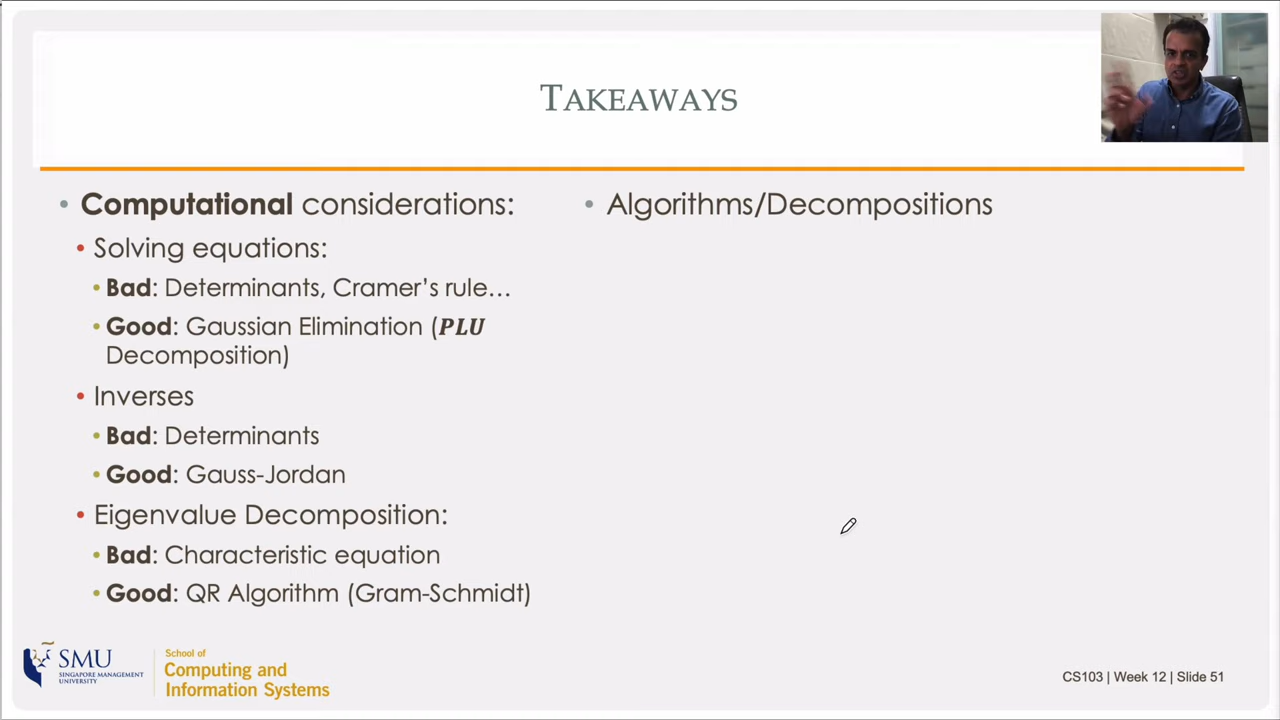 TAKEAWAYS
• Computational considerations:
• Solving equations:
• Bad: Determinants, Cramer’s rule…
• Good: Gaussian Elimination (PLU
Decomposition)
• Inverses
• Bad: Determinants
• Good: Gauss-Jordan
• Eigenvalue Decomposition:
• Bad: Characteristic equation
• Good: QR Algorithm (Gram-Schmidt)
• Algorithms/Decompositions
SMU
SINGAPORE MANAGEMENT
UNIVERSITY
School of
Computing and
Information Systems
CS103 | Week 12 | Slide 51